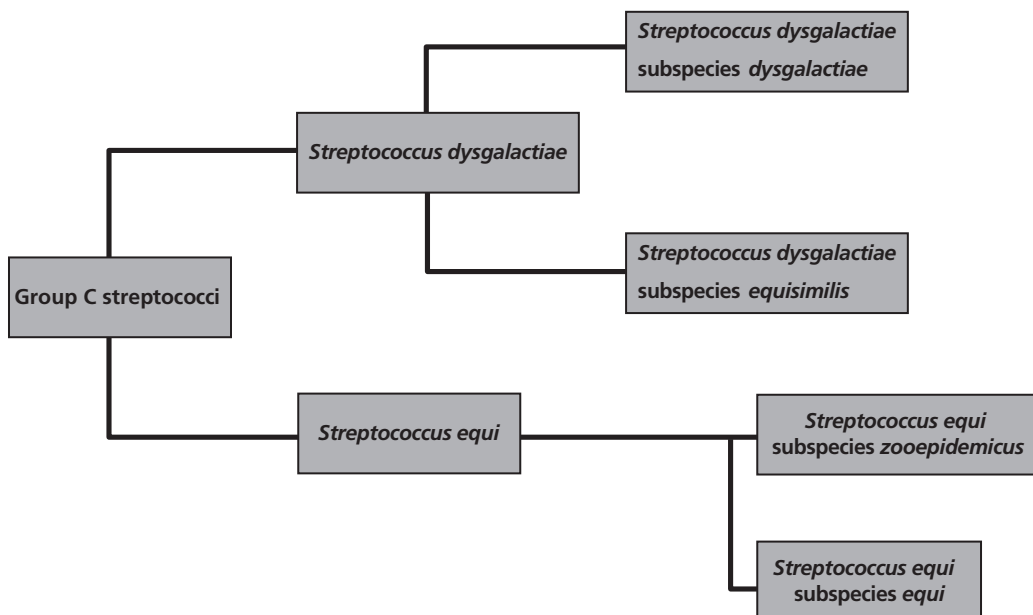 Streptococcus dysgalactiae
subspecies dysgalactiae
Streptococcus dysgalactiae
Streptococcus dysgalactiae
subspecies equisimilis
Group C streptococci
Streptococcus equi
Streptococcus equi
subspecies zooepidemicus
Streptococcus equi
subspecies equi